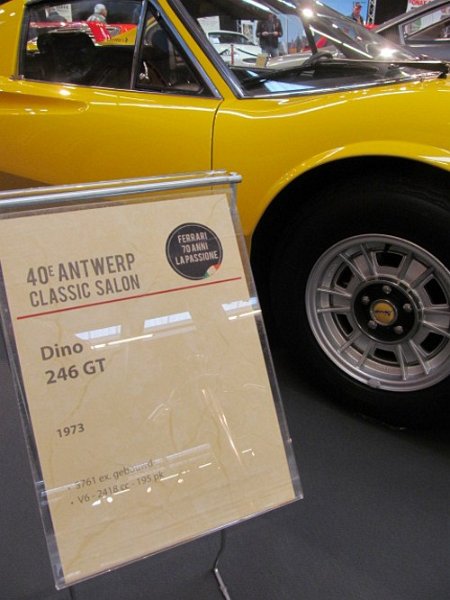 40E ANTWERP
CLASSIC SALON
FERRARI
70 ANNI
LA PASSIONE
Dino
246 GT
1973
• 3761 ex. gebouwd
• V6 - 2418 cc - 195 pk